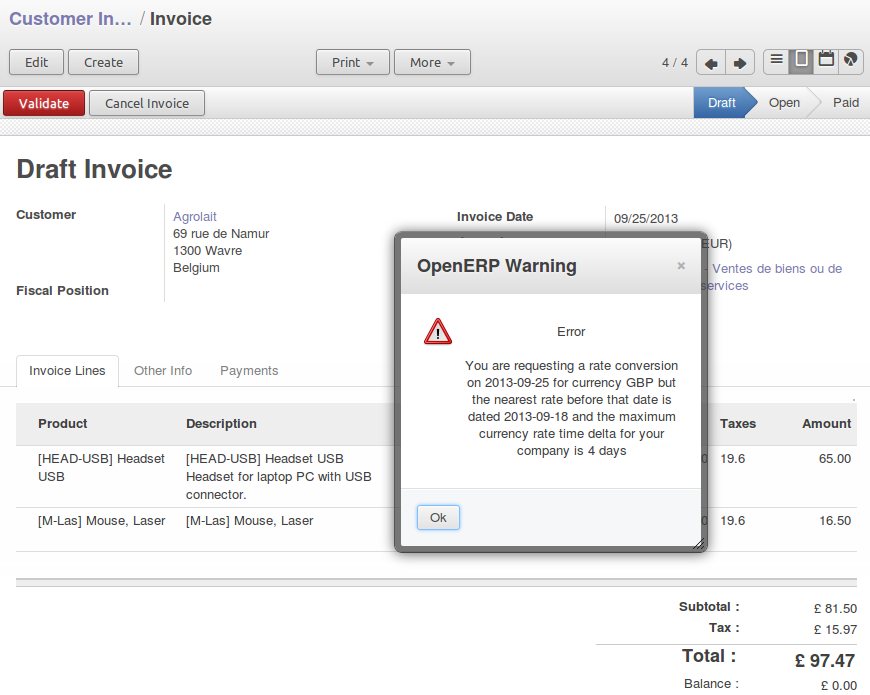 Customer In... / Invoice
Edit Create Print More 4 / 4
Validate Cancel Invoice Draft Open Paid
Draft Invoice
Customer Agrolait Invoice Date 09/25/2013
69 rue de Namur
1300 Wavre EUR)
Belgium - Ventes de biens ou de
services
Fiscal Position
OpenERP Warning ×
Error
You are requesting a rate conversion
on 2013-09-25 for currency GBP but
the nearest rate before that date is
dated 2013-09-18 and the maximum
currency rate time delta for your
company is 4 days
Ok
Invoice Lines Other Info Payments
Product Description Taxes Amount
[HEAD-USB] Headset [HEAD-USB] Headset USB 19.6 65.00
USB Headset for laptop PC with USB
connector.
[M-Las] Mouse, Laser [M-Las] Mouse, Laser 19.6 16.50
Subtotal : £ 81.50
Tax : £ 15.97
Total : £ 97.47
Balance : £ 0.00